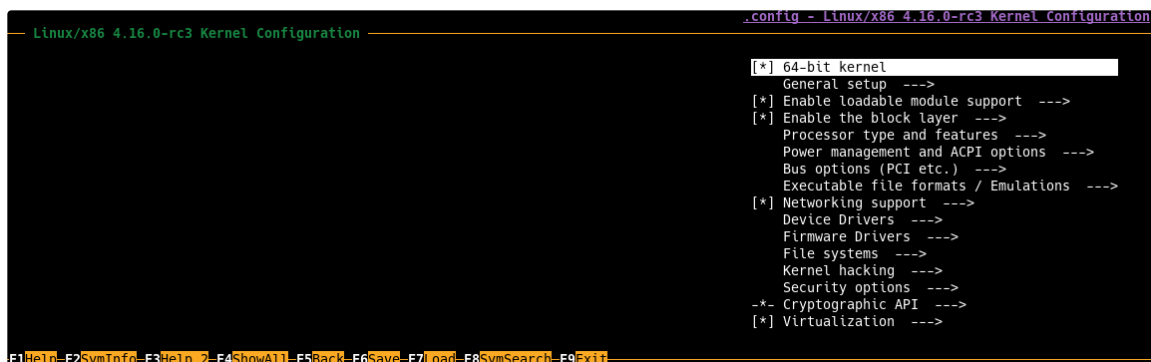 .config - Linux/x86 4.16.0-rc3 Kernel Configuration
Linux/x86 4.16.0-rc3 Kernel Configuration
[*] 64-bit kernel
General setup --->
[*] Enable loadable module support --->
[*] Enable the block layer --->
Processor type and features --->
Power management and ACPI options --->
Bus options (PCI etc.) --->
Executable file formats / Emulations --->
[*] Networking support --->
Device Drivers --->
Firmware Drivers --->
File systems --->
Kernel hacking --->
Security options --->
-*- Cryptographic API --->
[*] Virtualization --->
F1Help F2SymInfo F3Help 2 F4ShowAll F5Back F6Save F7Load F8SymSearch F9Exit